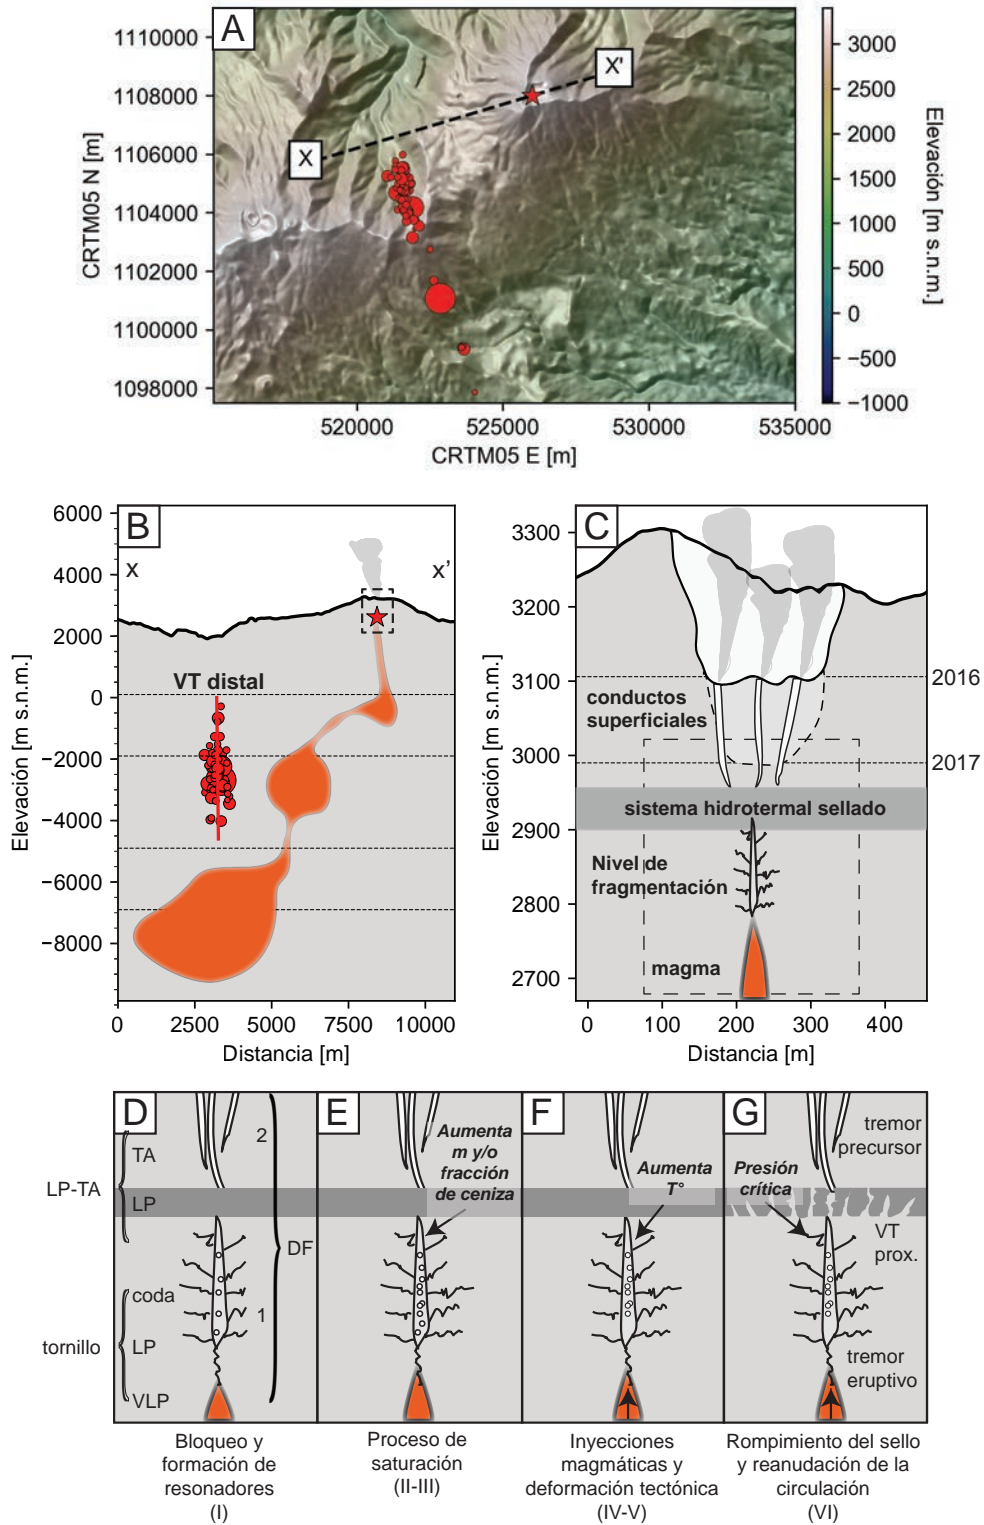 A
1110000
1108000
1106000
1104000
1102000
1100000
1098000
CRTM05 N [m]
X
X'
520000
525000
530000
535000
CRTM05 E [m]
3000
2500
2000
1500
1000
500
0
−500
−1000
Elevación [m s.n.m.]
B
x
x'
6000
4000
2000
0
−2000
−4000
−6000
−8000
Elevación [m s.n.m.]
VT distal
0
2500
5000
7500
10000
Distancia [m]
C
3300
3200
3100
3000
2900
2800
2700
Elevación [m s.n.m.]
2016
2017
conductos
superficiales
sistema hidrotermal sellado
Nivel de
fragmentación
magma
0
100
200
300
400
Distancia [m]
D
LP-TA
TA
LP
tornillo
coda
LP
VLP
2
1
DF
Bloqueo y
formación de
resonadores
(I)
E
Aumenta
m y/o
fracción
de ceniza
Proceso de
saturación
(II-III)
F
Aumenta
T°
Inyecciones
magmáticas y
deformación tectónica
(IV-V)
G
tremor
precursor
Presión
crítica
VT
prox.
tremor
eruptivo
Rompimiento del sello
y reanudación de la
circulación
(VI)